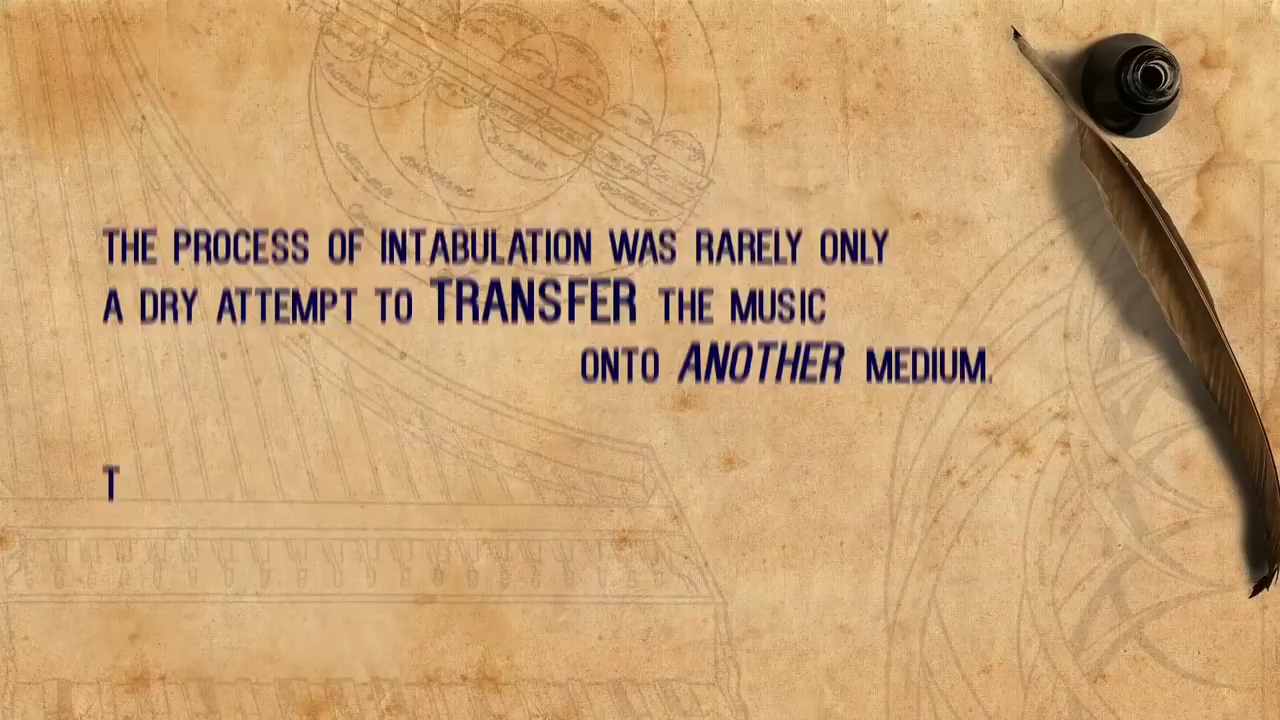 THE PROCESS OF INTABULATION WAS RARELY ONLY
A DRY ATTEMPT TO TRANSFER THE MUSIC
ONTO ANOTHER MEDIUM.
T